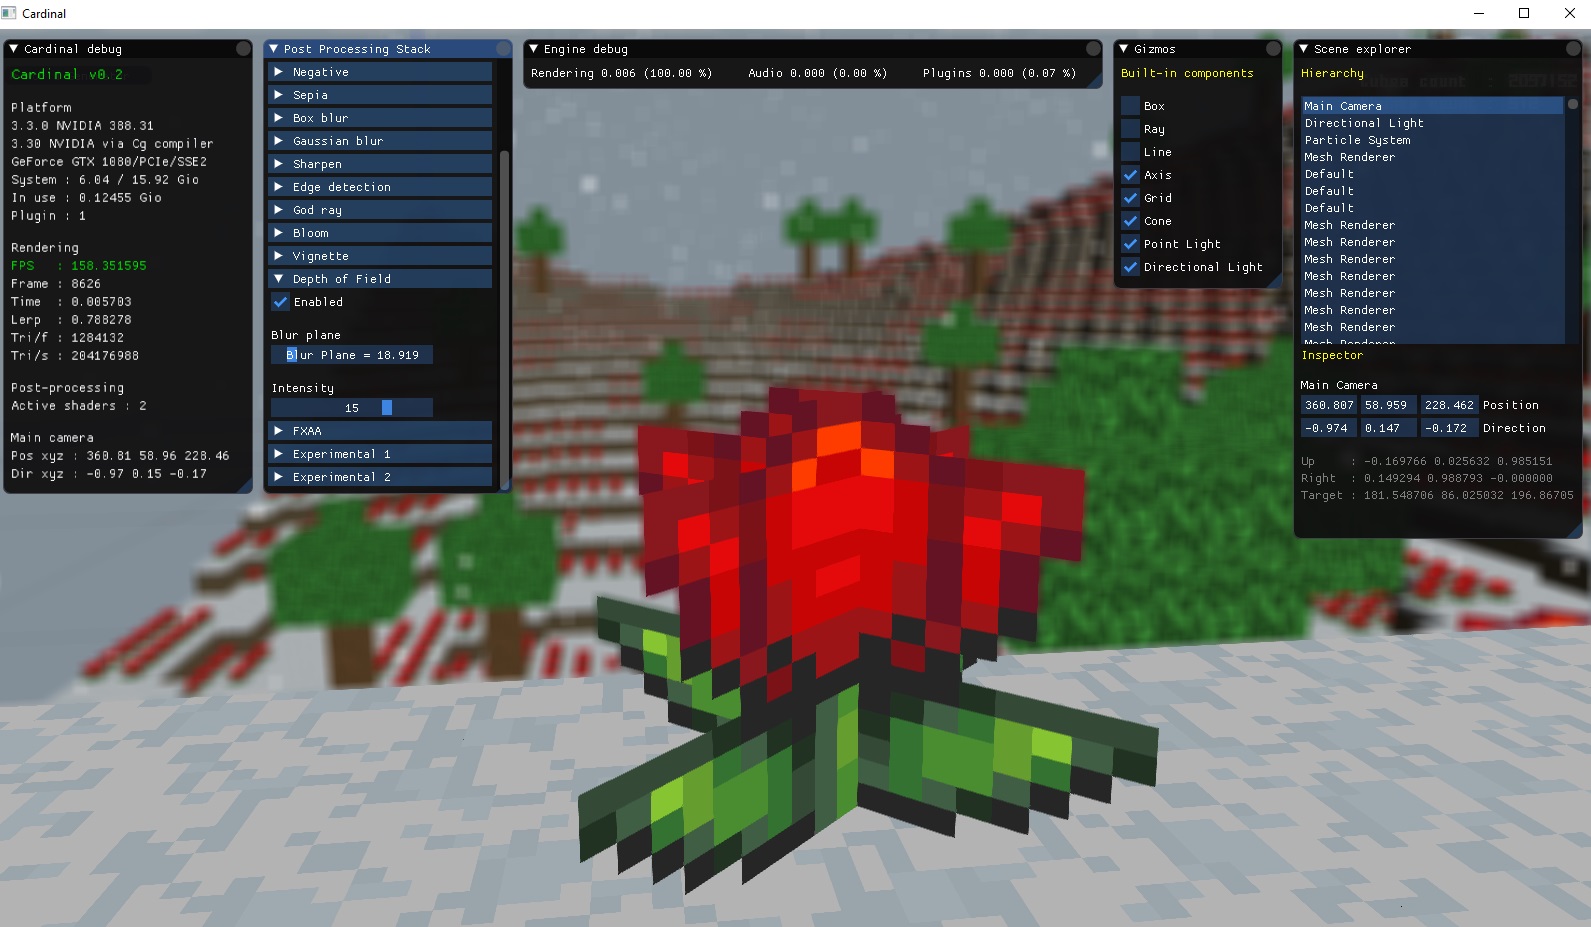 Cardinal
Cardinal debug
Cardinal v0.2
Platform
3.3.0 NVIDIA 388.31
3.30 NVIDIA via Cg compiler
GeForce GTX 1080/PCIe/SSE2
System : 6.04 / 15.92 Gio
In use : 0.12455 Gio
Plugin : 1
Rendering
FPS : 158.351595
Frame : 8626
Time : 0.005703
Lerp : 0.788278
Tri/f : 1284132
Tri/s : 204176988
Post-processing
Active shaders : 2
Main camera
Pos xyz : 360.81 58.96 228.46
Dir xyz : -0.97 0.15 -0.17
Post Processing Stack
Negative
Sepia
Box blur
Gaussian blur
Sharpen
Edge detection
God ray
Bloom
Vignette
Depth of Field
Enabled
Blur plane
Blur Plane = 18.919
Intensity
15
FXAA
Experimental 1
Experimental 2
Engine debug
Rendering 0.006 (100.00 %) Audio 0.000 (0.00 %) Plugins 0.000 (0.07 %)
Gizmos
Built-in components
Box
Ray
Line
Axis
Grid
Cone
Point Light
Directional Light
Scene explorer
Hierarchy
Main Camera
Directional Light
Particle System
Mesh Renderer
Default
Default
Default
Mesh Renderer
Mesh Renderer
Mesh Renderer
Mesh Renderer
Mesh Renderer
Mesh Renderer
Mesh Renderer
Mesh Renderer
Inspector
Main Camera
360.807 58.959 228.462 Position
-0.974 0.147 -0.172 Direction
Up : -0.169766 0.025632 0.985151
Right : 0.149294 0.988793 -0.000000
Target : 181.548706 86.025032 196.86705